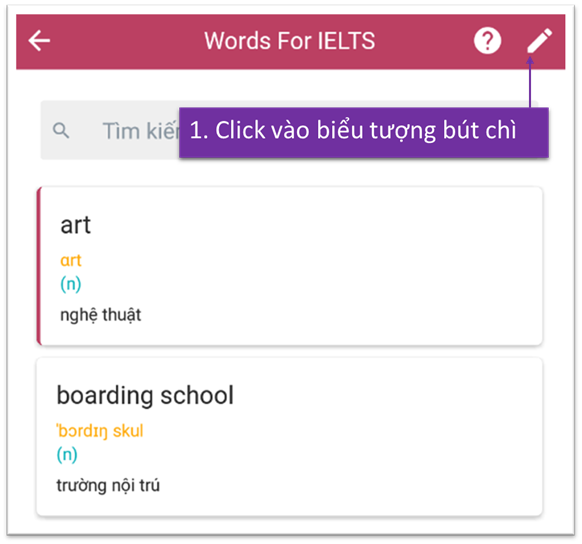 Words For IELTS
Tìm kiế
1. Click vào biểu tượng bút chì
art
ɑrt
(n)
nghệ thuật
boarding school
ˈbɔrdɪŋ skul
(n)
trường nội trú